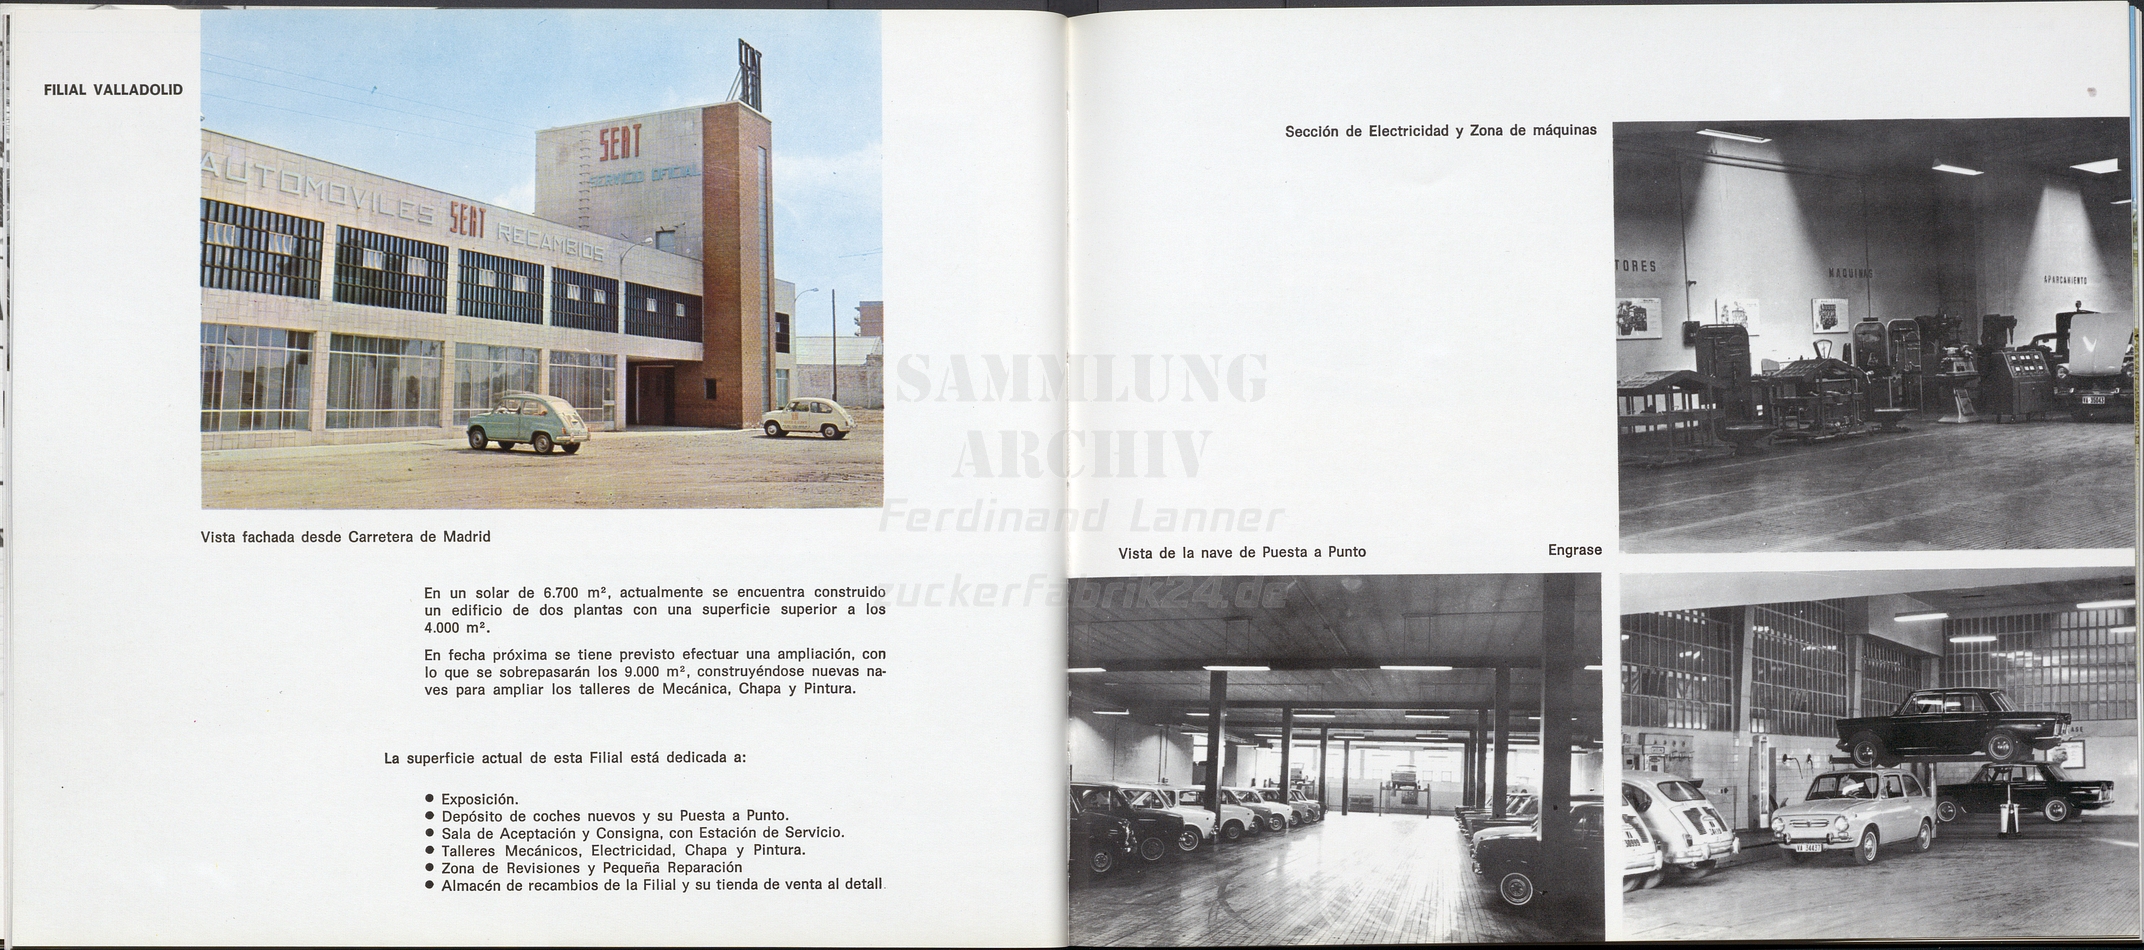 FILIAL VALLADOLID
SEAT
SERVICIO OFICIAL
AUTOMOVILES SEAT RECAMBIOS
Vista fachada desde Carretera de Madrid
En un solar de 6.700 m², actualmente se encuentra construido
un edificio de dos plantas con una superficie superior a los
4.000 m².
En fecha próxima se tiene previsto efectuar una ampliación, con
lo que se sobrepasarán los 9.000 m², construyéndose nuevas na-
ves para ampliar los talleres de Mecánica, Chapa y Pintura.
La superficie actual de esta Filial está dedicada a:
● Exposición.
● Depósito de coches nuevos y su Puesta a Punto.
● Sala de Aceptación y Consigna, con Estación de Servicio.
● Talleres Mecánicos, Electricidad, Chapa y Pintura.
● Zona de Revisiones y Pequeña Reparación
● Almacén de recambios de la Filial y su tienda de venta al detall.
SAMMLUNG
ARCHIV
Ferdinand Lanner
zuckerfabrik24.de
Sección de Electricidad y Zona de máquinas
TORES
MAQUINAS
APARCAMIENTO
Vista de la nave de Puesta a Punto
Engrase
VA 34427